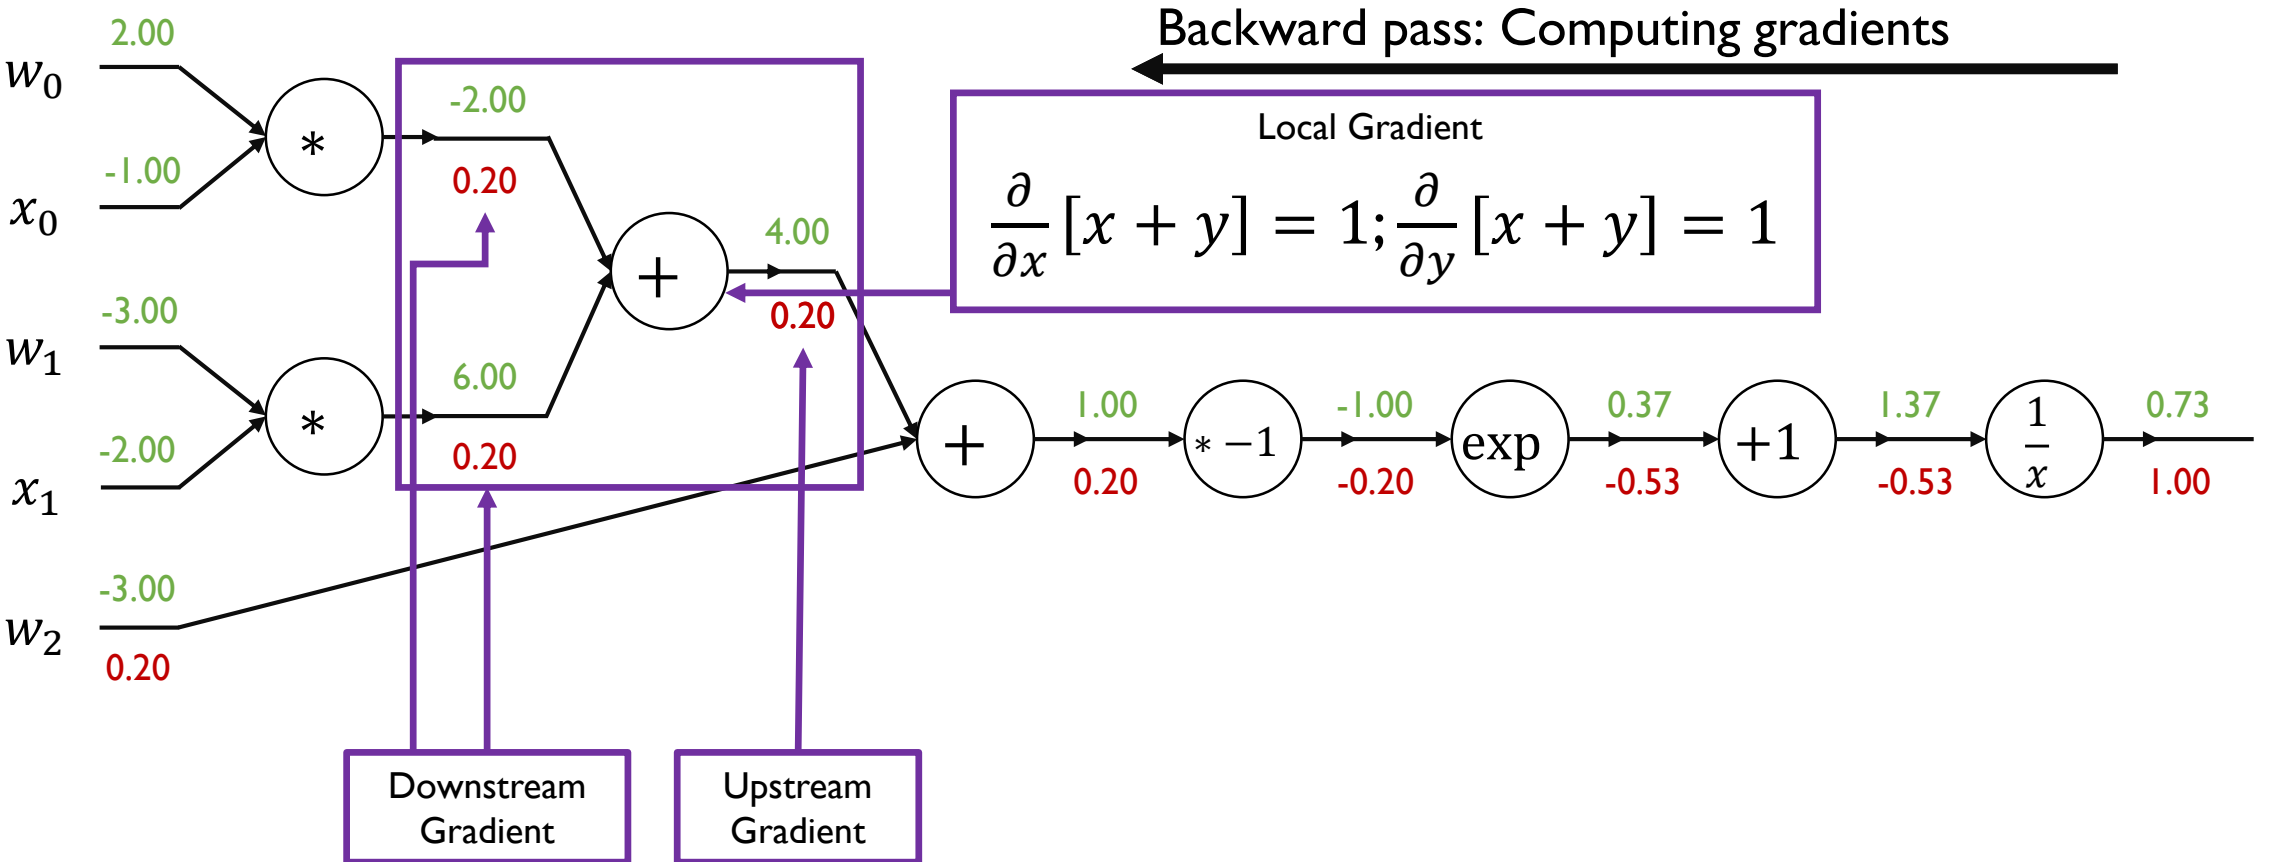 Backward pass: Computing gradients
2.00
w₀
-1.00
x₀
*
-2.00
0.20
Local Gradient
∂/∂x [x + y] = 1; ∂/∂y [x + y] = 1
+
4.00
0.20
-3.00
w₁
-2.00
x₁
*
6.00
0.20
-3.00
w₂
0.20
+
1.00
0.20
* −1
-1.00
-0.20
exp
0.37
-0.53
+1
1.37
-0.53
1/x
0.73
1.00
Downstream
Gradient
Upstream
Gradient